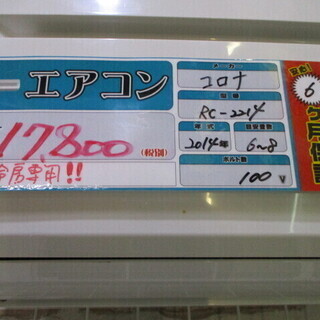 エアコン
17800
(税別)
冷房専用!!
メーカー
コロナ
型番
RC-2214
年式
2014年
目安畳数
6~8
ボルト数
100V
6
ケ月保証